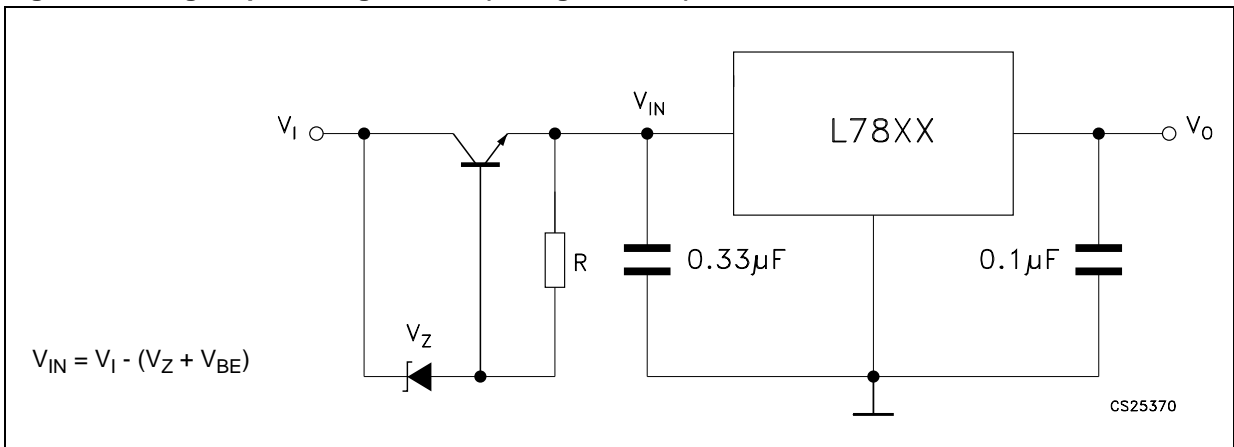 V_IN
V_I
L78XX
V_O
R
0.33µF
0.1µF
V_Z
V_IN = V_I - (V_Z + V_BE)
CS25370